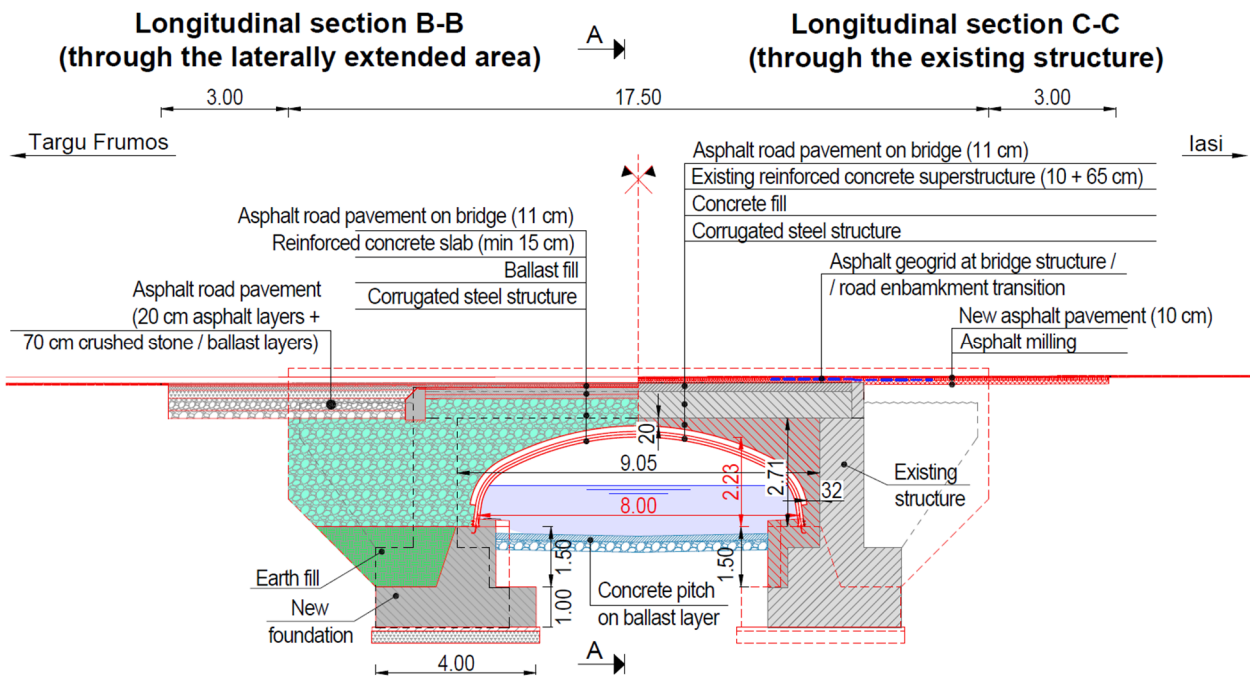 Longitudinal section B-B
(through the laterally extended area)
A
Longitudinal section C-C
(through the existing structure)
3.00
17.50
3.00
Targu Frumos
Iasi
Asphalt road pavement on bridge (11 cm)
Existing reinforced concrete superstructure (10 + 65 cm)
Concrete fill
Corrugated steel structure
Asphalt road pavement on bridge (11 cm)
Reinforced concrete slab (min 15 cm)
Ballast fill
Corrugated steel structure
Asphalt geogrid at bridge structure /
/ road enbamkment transition
Asphalt road pavement
(20 cm asphalt layers +
70 cm crushed stone / ballast layers)
New asphalt pavement (10 cm)
Asphalt milling
20
9.05
2.23
2.71
32
8.00
Existing
structure
1.50
1.50
1.00
Earth fill
New
foundation
Concrete pitch
on ballast layer
A
4.00